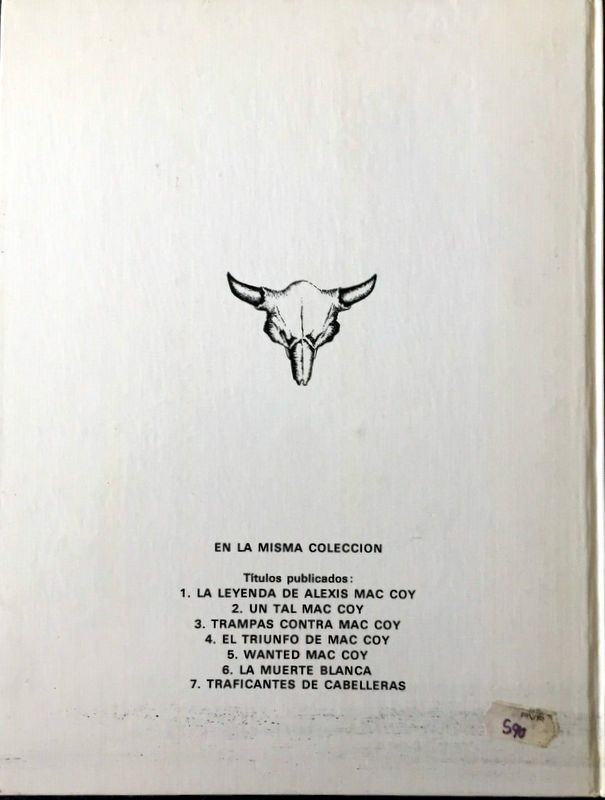 EN LA MISMA COLECCION
Títulos publicados:
1. LA LEYENDA DE ALEXIS MAC COY
2. UN TAL MAC COY
3. TRAMPAS CONTRA MAC COY
4. EL TRIUNFO DE MAC COY
5. WANTED MAC COY
6. LA MUERTE BLANCA
7. TRAFICANTES DE CABELLERAS
590